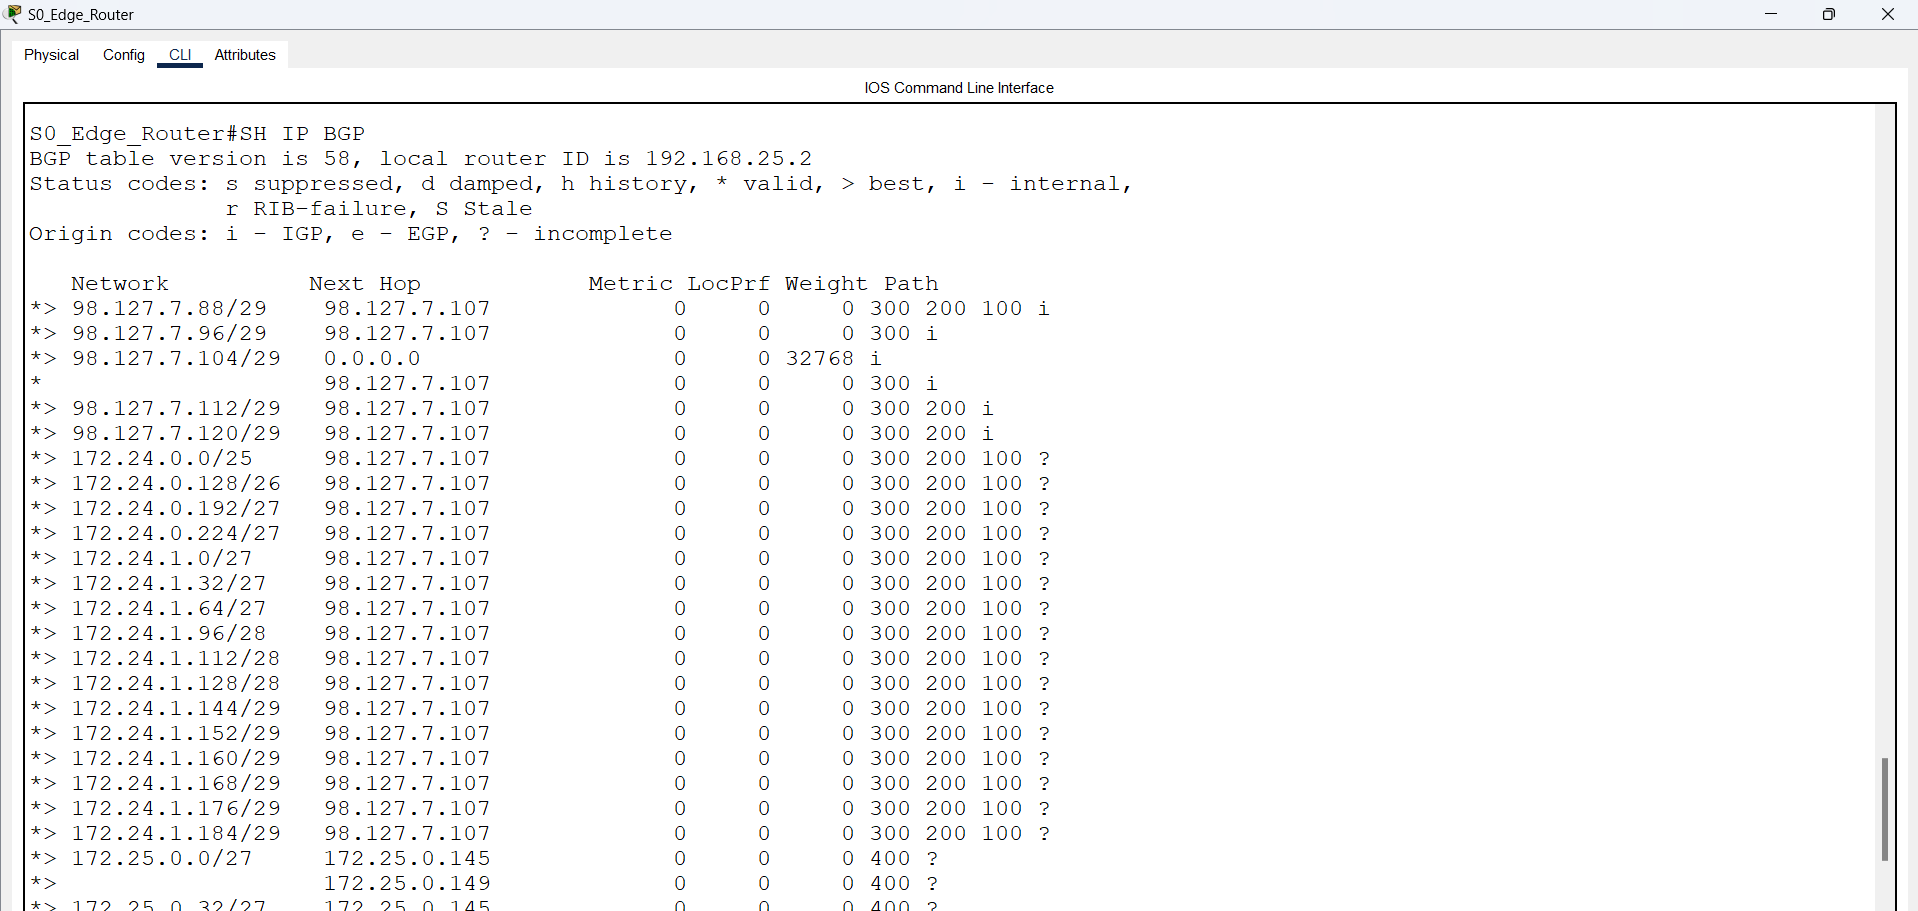 S0_Edge_Router
Physical Config CLI Attributes
IOS Command Line Interface
S0_Edge_Router#SH IP BGP
BGP table version is 58, local router ID is 192.168.25.2
Status codes: s suppressed, d damped, h history, * valid, > best, i - internal,
              r RIB-failure, S Stale
Origin codes: i - IGP, e - EGP, ? - incomplete
   Network          Next Hop            Metric LocPrf Weight Path
*> 98.127.7.88/29    98.127.7.107             0     0     0 300 200 100 i
*> 98.127.7.96/29    98.127.7.107             0     0     0 300 i
*> 98.127.7.104/29   0.0.0.0                  0     0 32768 i
*                    98.127.7.107             0     0     0 300 i
*> 98.127.7.112/29   98.127.7.107             0     0     0 300 200 i
*> 98.127.7.120/29   98.127.7.107             0     0     0 300 200 i
*> 172.24.0.0/25     98.127.7.107             0     0     0 300 200 100 ?
*> 172.24.0.128/26   98.127.7.107             0     0     0 300 200 100 ?
*> 172.24.0.192/27   98.127.7.107             0     0     0 300 200 100 ?
*> 172.24.0.224/27   98.127.7.107             0     0     0 300 200 100 ?
*> 172.24.1.0/27     98.127.7.107             0     0     0 300 200 100 ?
*> 172.24.1.32/27    98.127.7.107             0     0     0 300 200 100 ?
*> 172.24.1.64/27    98.127.7.107             0     0     0 300 200 100 ?
*> 172.24.1.96/28    98.127.7.107             0     0     0 300 200 100 ?
*> 172.24.1.112/28   98.127.7.107             0     0     0 300 200 100 ?
*> 172.24.1.128/28   98.127.7.107             0     0     0 300 200 100 ?
*> 172.24.1.144/29   98.127.7.107             0     0     0 300 200 100 ?
*> 172.24.1.152/29   98.127.7.107             0     0     0 300 200 100 ?
*> 172.24.1.160/29   98.127.7.107             0     0     0 300 200 100 ?
*> 172.24.1.168/29   98.127.7.107             0     0     0 300 200 100 ?
*> 172.24.1.176/29   98.127.7.107             0     0     0 300 200 100 ?
*> 172.24.1.184/29   98.127.7.107             0     0     0 300 200 100 ?
*> 172.25.0.0/27     172.25.0.145             0     0     0 400 ?
*>                   172.25.0.149             0     0     0 400 ?
*> 172.25.0.32/27    172.25.0.145             0     0     0 400 ?